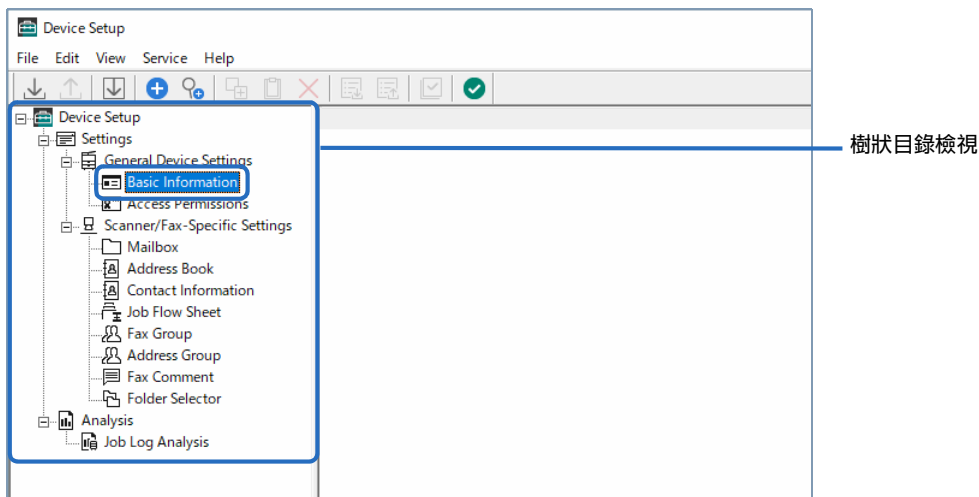 Device Setup
File Edit View Service Help
Device Setup
Settings
General Device Settings
樹狀目錄檢視
Basic Information
Access Permissions
Scanner/Fax-Specific Settings
Mailbox
Address Book
Contact Information
Job Flow Sheet
Fax Group
Address Group
Fax Comment
Folder Selector
Analysis
Job Log Analysis